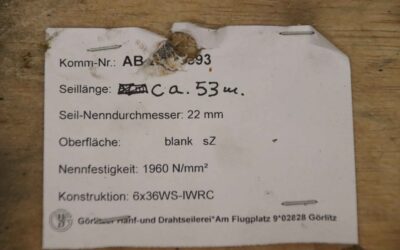 Komm-Nr.: AB 893
Seillänge: ca. 53 m.
Seil-Nenndurchmesser: 22 mm
Oberfläche: blank sZ
Nennfestigkeit: 1960 N/mm²
Konstruktion: 6x36WS-IWRC
Görlitzer Hanf-und Drahtseilerei*Am Flugplatz 9*02828 Görlitz